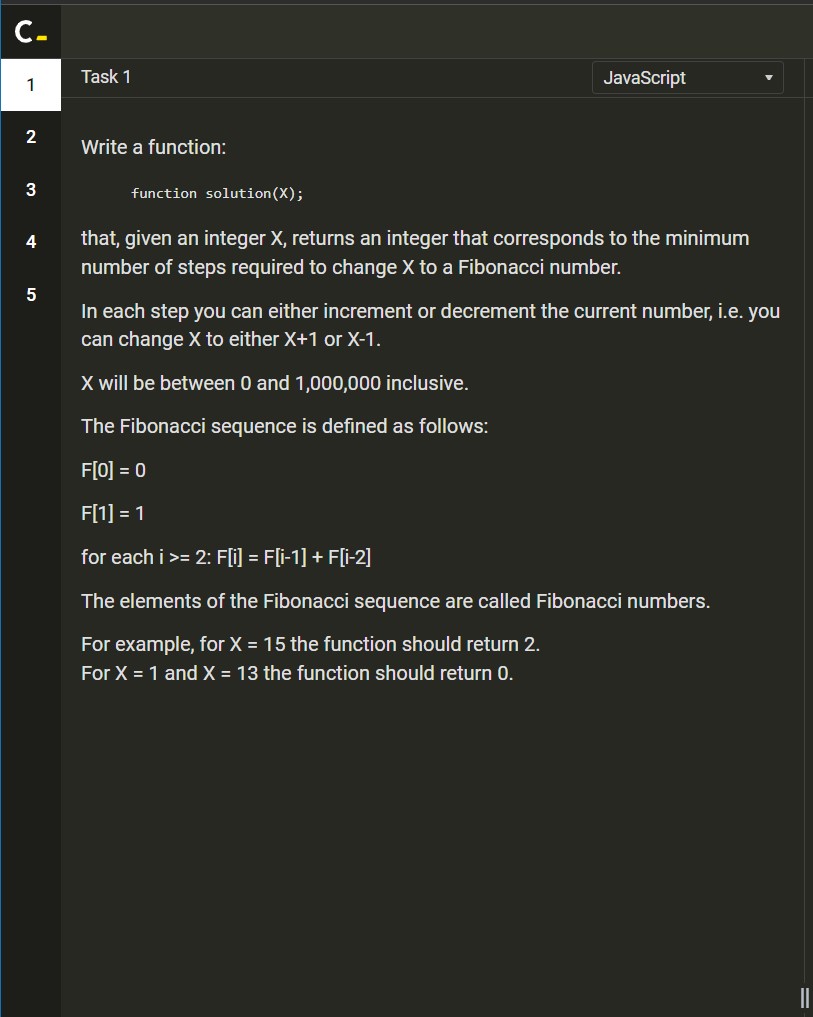 C_
Task 1
JavaScript
1
2
3
4
5
Write a function:
function solution(X);
that, given an integer X, returns an integer that corresponds to the minimum
number of steps required to change X to a Fibonacci number.
In each step you can either increment or decrement the current number, i.e. you
can change X to either X+1 or X-1.
X will be between 0 and 1,000,000 inclusive.
The Fibonacci sequence is defined as follows:
F[0] = 0
F[1] = 1
for each i >= 2: F[i] = F[i-1] + F[i-2]
The elements of the Fibonacci sequence are called Fibonacci numbers.
For example, for X = 15 the function should return 2.
For X = 1 and X = 13 the function should return 0.